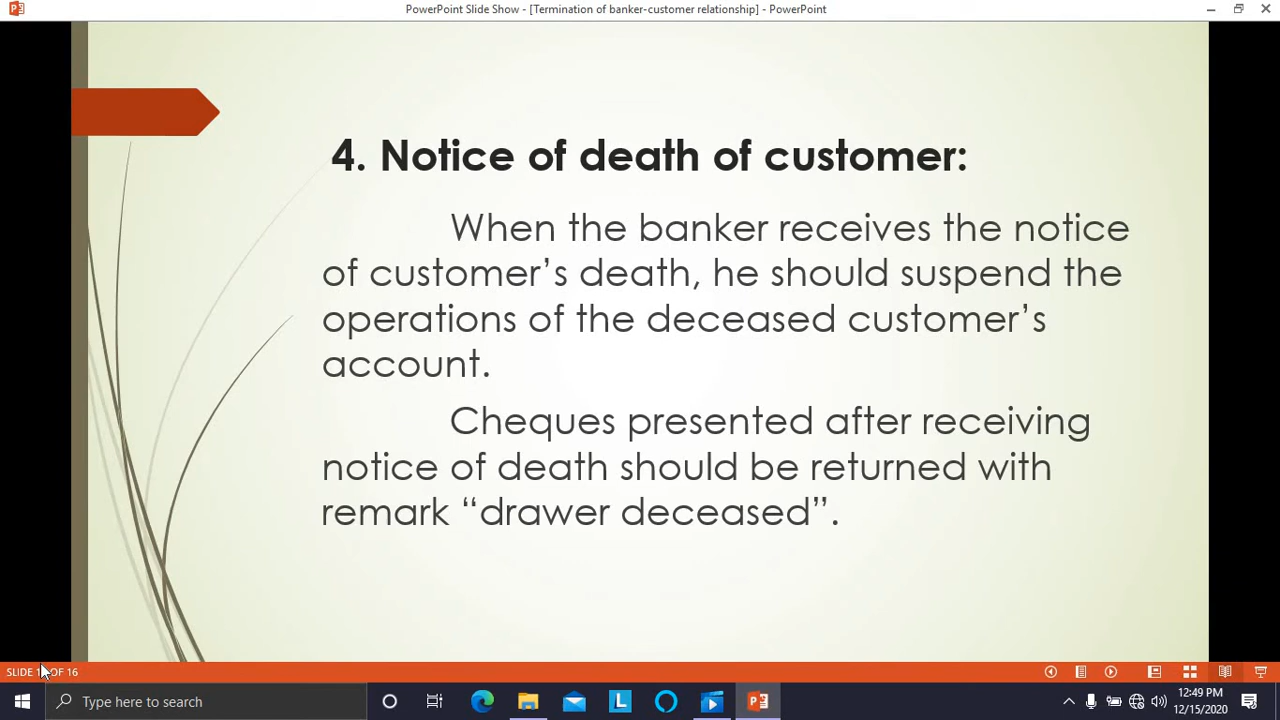 PowerPoint Slide Show - [Termination of banker-customer relationship] - PowerPoint
4. Notice of death of customer:
When the banker receives the notice
of customer’s death, he should suspend the
operations of the deceased customer’s
account.
Cheques presented after receiving
notice of death should be returned with
remark “drawer deceased”.
SLIDE OF 16
Type here to search
12:49 PM
12/15/2020